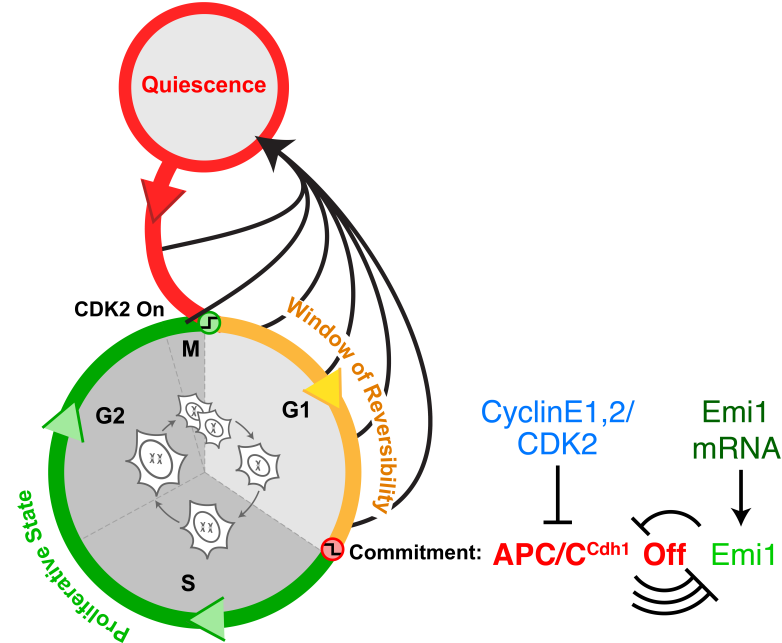 Quiescence
CDK2 On
M
Window of Reversibility
G2
G1
S
Proliferative State
CyclinE1,2/
CDK2
Emi1
mRNA
Commitment: APC/CCdh1 Off Emi1